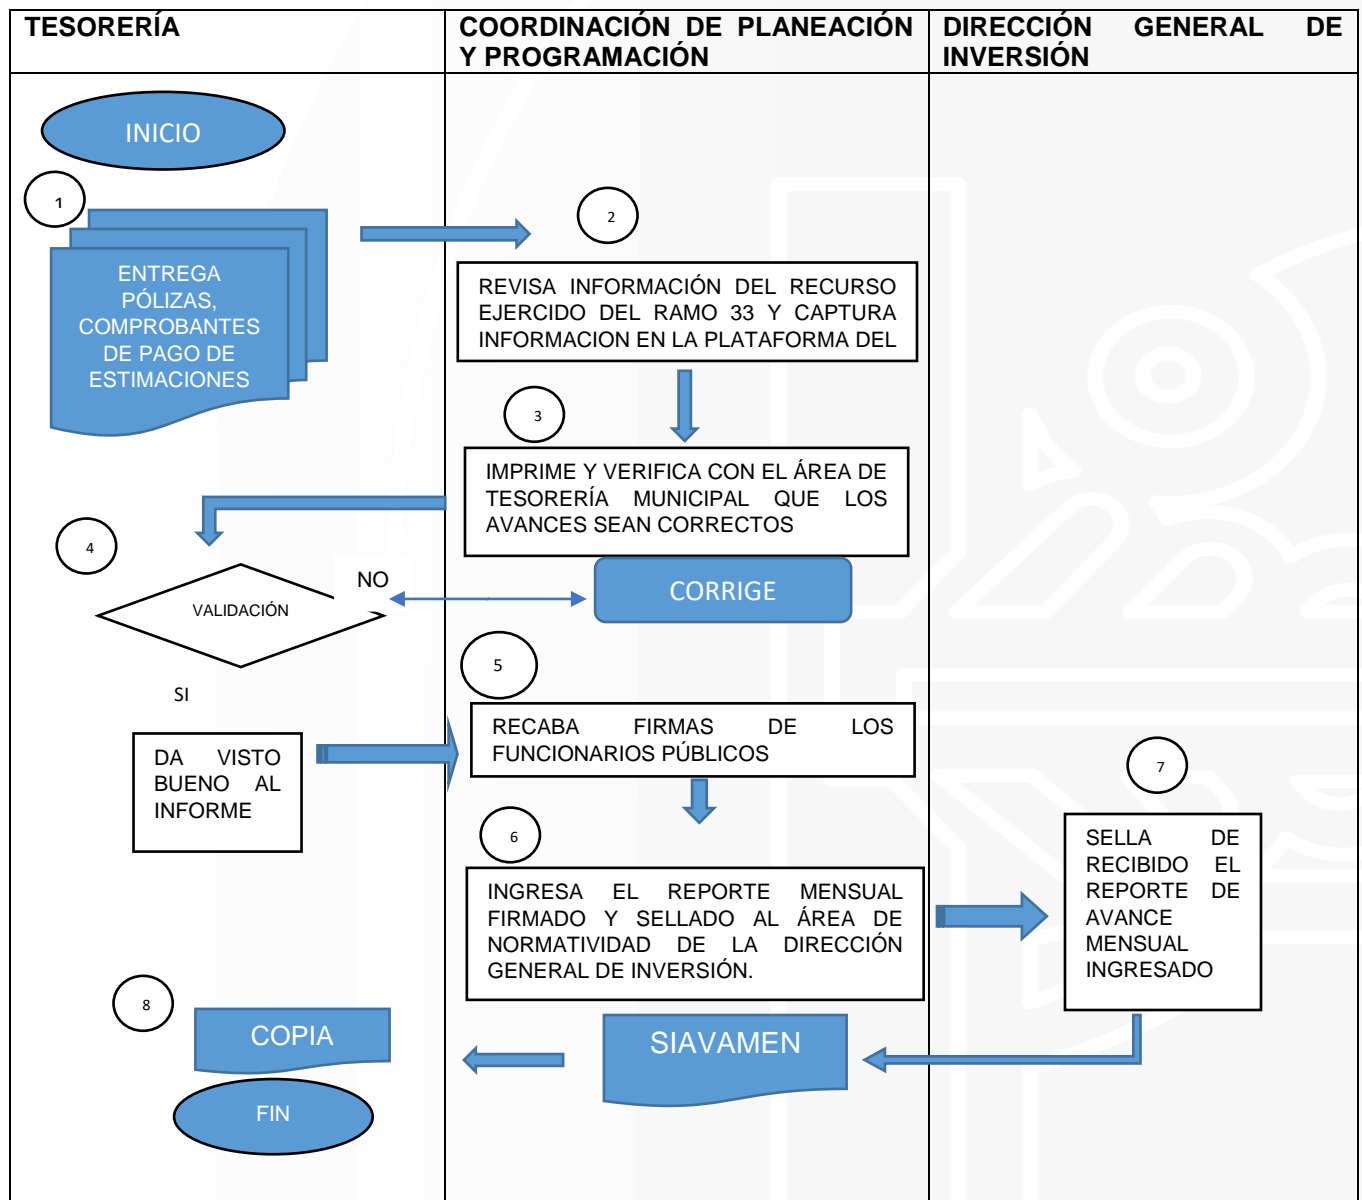 TESORERÍA
COORDINACIÓN DE PLANEACIÓN
Y PROGRAMACIÓN
DIRECCIÓN GENERAL DE
INVERSIÓN
INICIO
1
ENTREGA
PÓLIZAS,
COMPROBANTES
DE PAGO DE
ESTIMACIONES
2
REVISA INFORMACIÓN DEL RECURSO
EJERCIDO DEL RAMO 33 Y CAPTURA
INFORMACION EN LA PLATAFORMA DEL
3
IMPRIME Y VERIFICA CON EL ÁREA DE
TESORERÍA MUNICIPAL QUE LOS
AVANCES SEAN CORRECTOS
4
VALIDACIÓN
NO
CORRIGE
SI
DA VISTO
BUENO AL
INFORME
5
RECABA FIRMAS DE LOS
FUNCIONARIOS PÚBLICOS
6
INGRESA EL REPORTE MENSUAL
FIRMADO Y SELLADO AL ÁREA DE
NORMATIVIDAD DE LA DIRECCIÓN
GENERAL DE INVERSIÓN.
7
SELLA DE
RECIBIDO EL
REPORTE DE
AVANCE
MENSUAL
INGRESADO
SIAVAMEN
8
COPIA
FIN